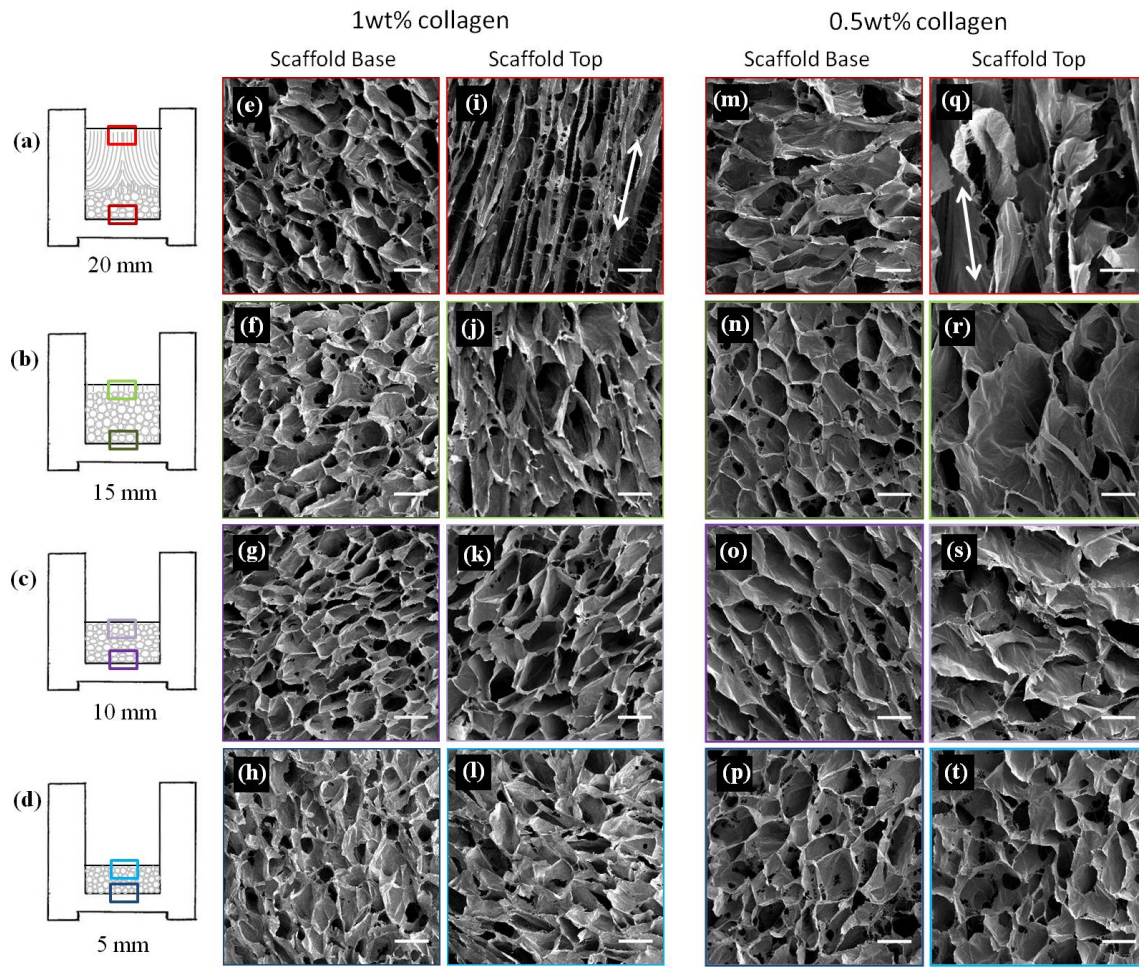 1wt% collagen 0.5wt% collagen
Scaffold Base Scaffold Top Scaffold Base Scaffold Top
(a) (e) (i) (m) (q)
20 mm
(b) (f) (j) (n) (r)
15 mm
(c) (g) (k) (o) (s)
10 mm
(d) (h) (l) (p) (t)
5 mm